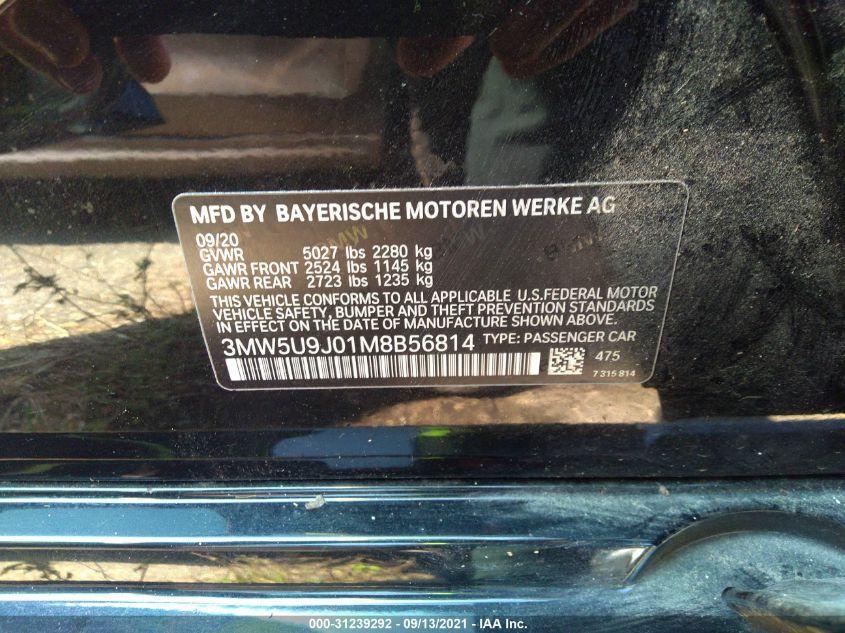 MFD BY BAYERISCHE MOTOREN WERKE AG
09/20
GVWR 5027 lbs 2280 kg
GAWR FRONT 2524 lbs 1145 kg
GAWR REAR 2723 lbs 1235 kg
THIS VEHICLE CONFORMS TO ALL APPLICABLE U.S.FEDERAL MOTOR
VEHICLE SAFETY, BUMPER AND THEFT PREVENTION STANDARDS
IN EFFECT ON THE DATE OF MANUFACTURE SHOWN ABOVE.
3MW5U9J01M8B56814 TYPE: PASSENGER CAR
475
7 315 814
000-31239292 - 09/13/2021 - IAA Inc.